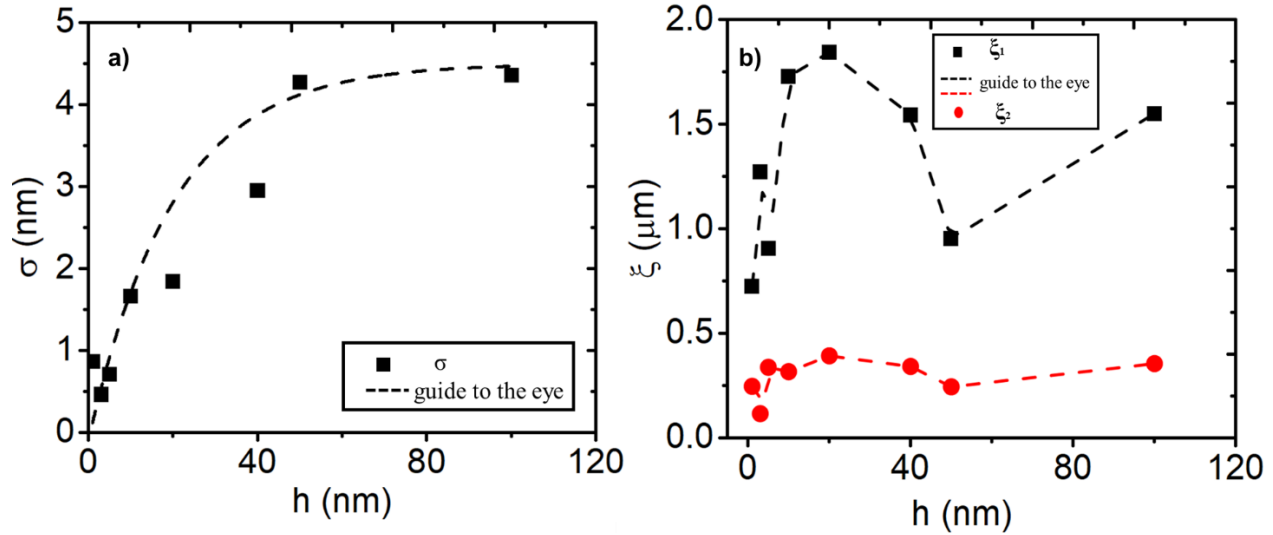 a)
σ (nm)
5
4
3
2
1
0
0 40 80 120
h (nm)
σ
guide to the eye
b)
ξ (μm)
2.0
1.5
1.0
0.5
0.0
0 40 80 120
h (nm)
ξ₁
guide to the eye
ξ₂